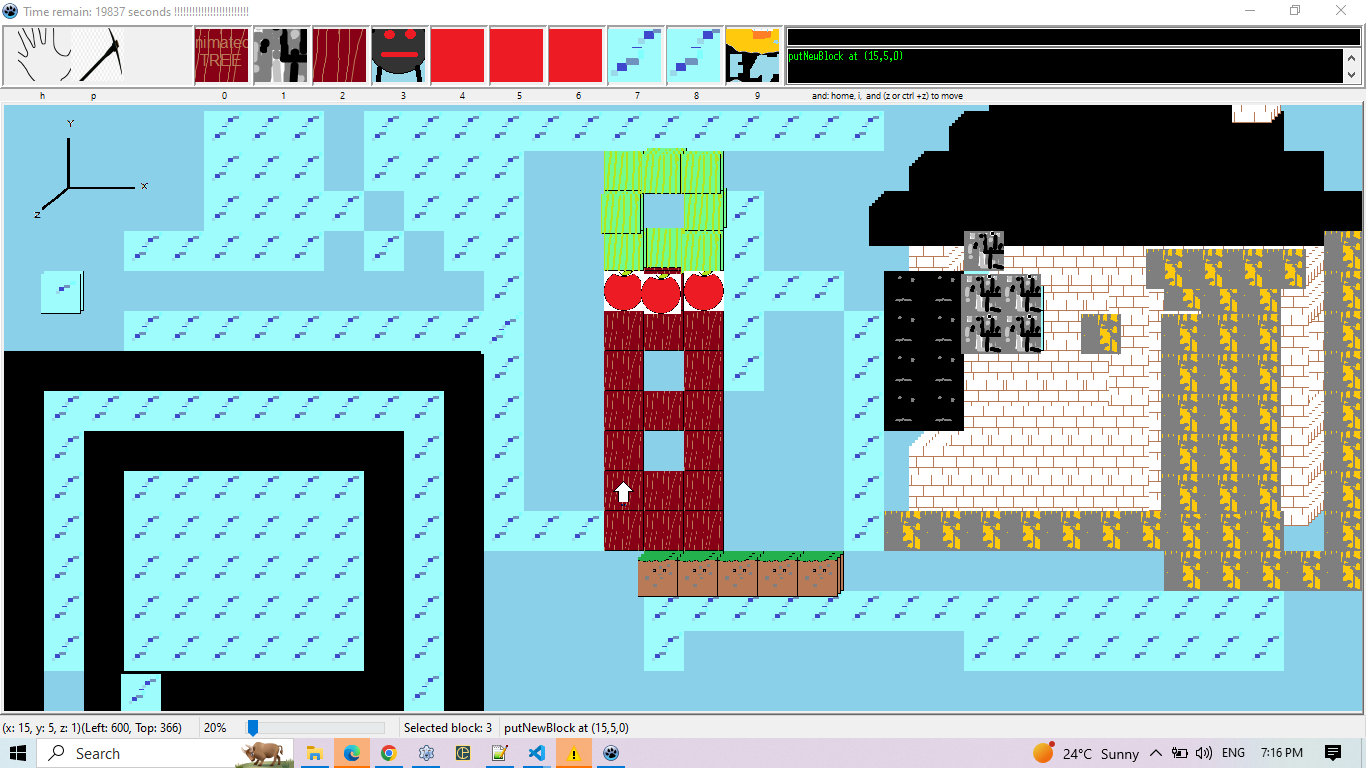 Time remain: 19837 seconds !!!!!!!!!!!!!!!!!!!!!!!!!
nimated
TREE
putNewBlock at (15,5,0)
h p 0 1 2 3 4 5 6 7 8 9 and: home, i, and (z or ctrl +z) to move
Y
X
Z
(x: 15, y: 5, z: 1)(Left: 600, Top: 366) 20% Selected block: 3 putNewBlock at (15,5,0)
Search 24°C Sunny ENG 7:16 PM